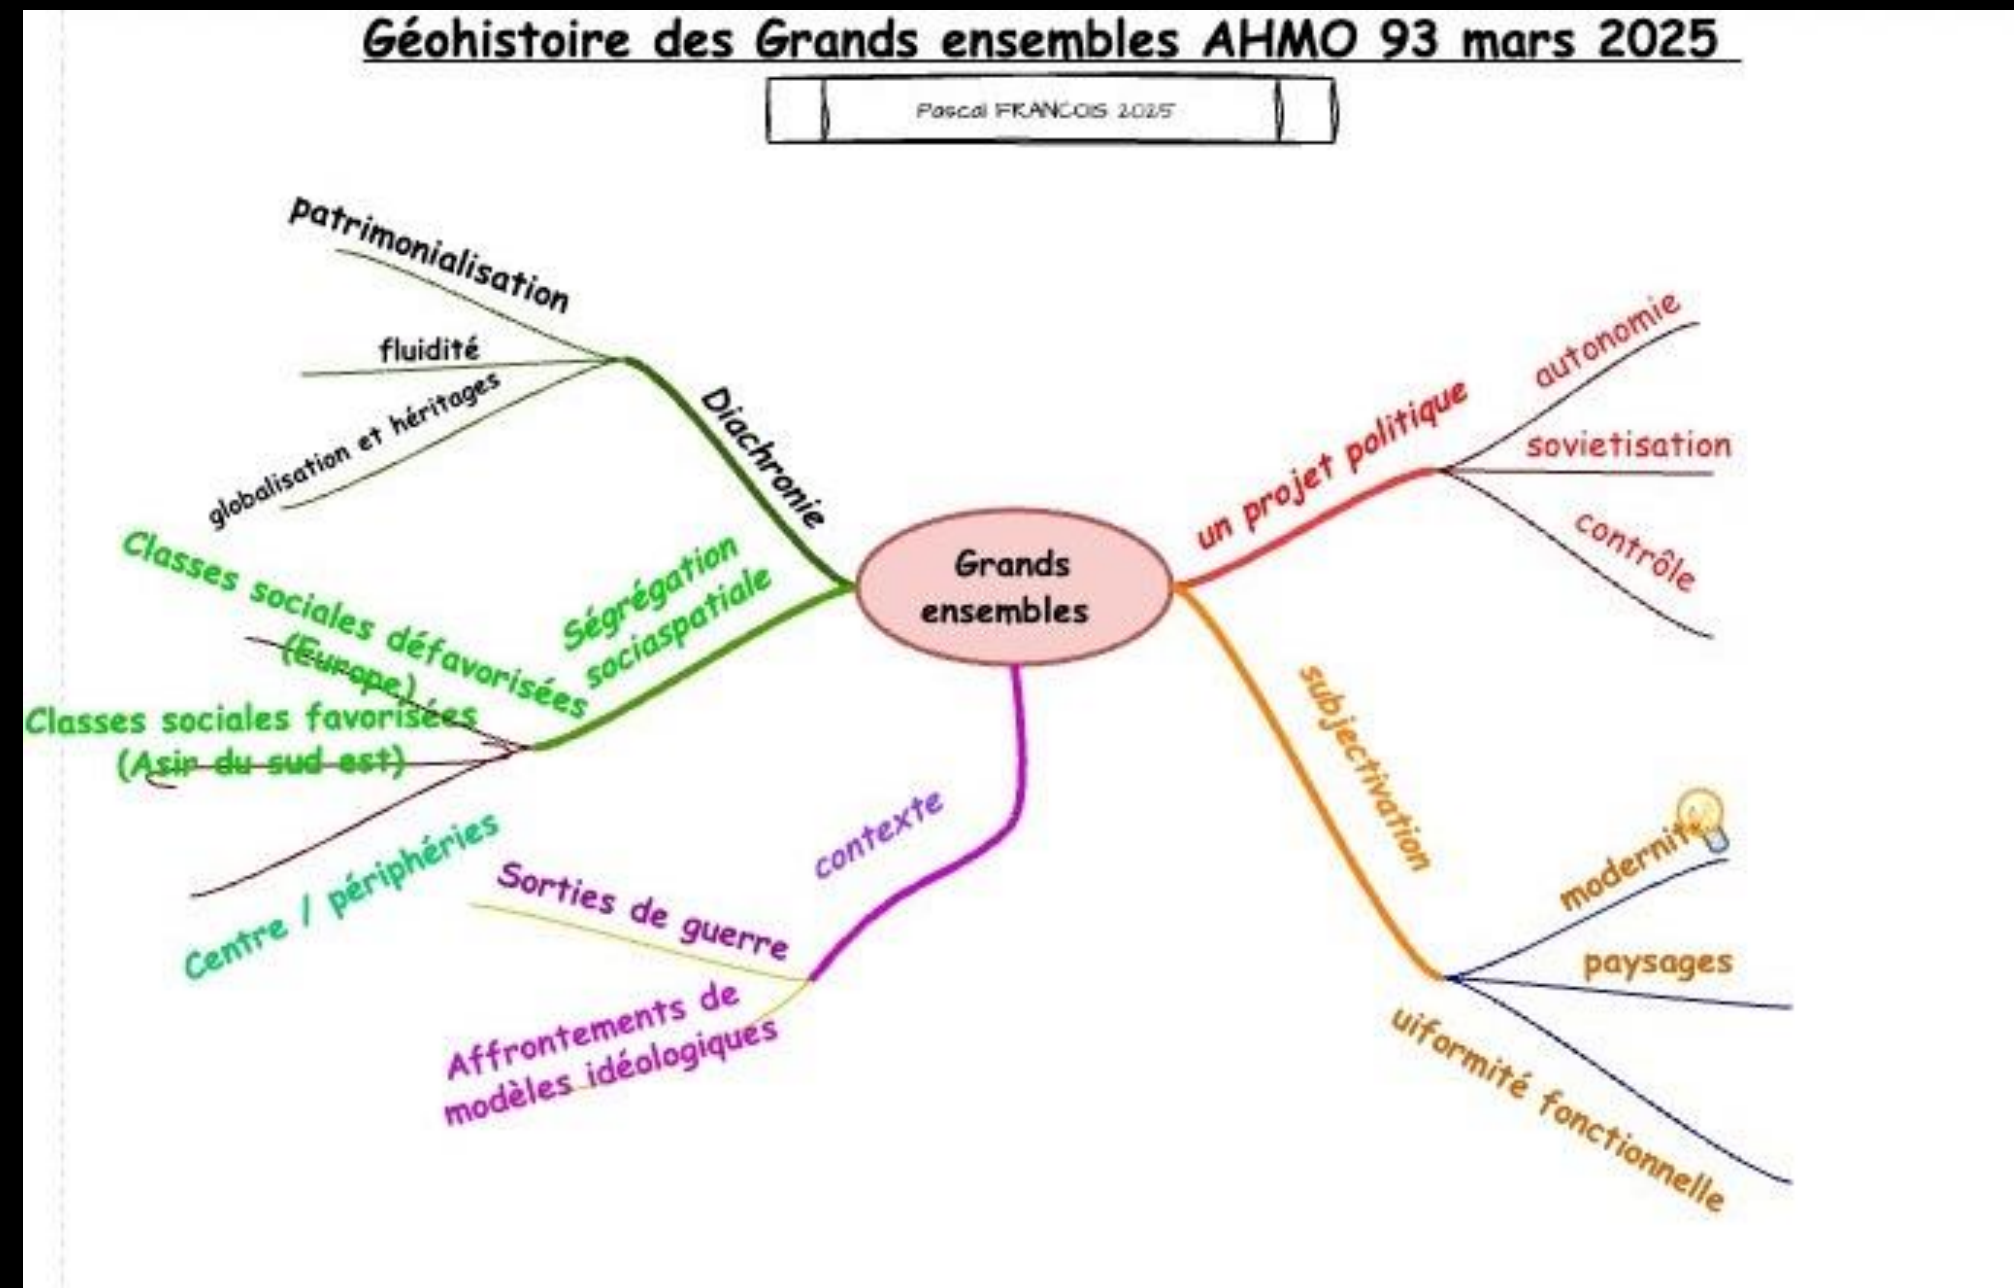 Géohistoire des Grands ensembles AHMO 93 mars 2025
Pascal FRANCOIS 2025
patrimonialisation
fluidité
globalisation et héritages
Diachronie
Classes sociales défavorisées
(Europe)
Classes sociales favorisées
(Asir du sud est)
Centre / périphéries
Ségrégation
sociaspatiale
Grands
ensembles
un projet politique
autonomie
sovietisation
contrôle
subjectivation
modernité
paysages
uiformité fonctionnelle
contexte
Sorties de guerre
Affrontements de
modèles idéologiques